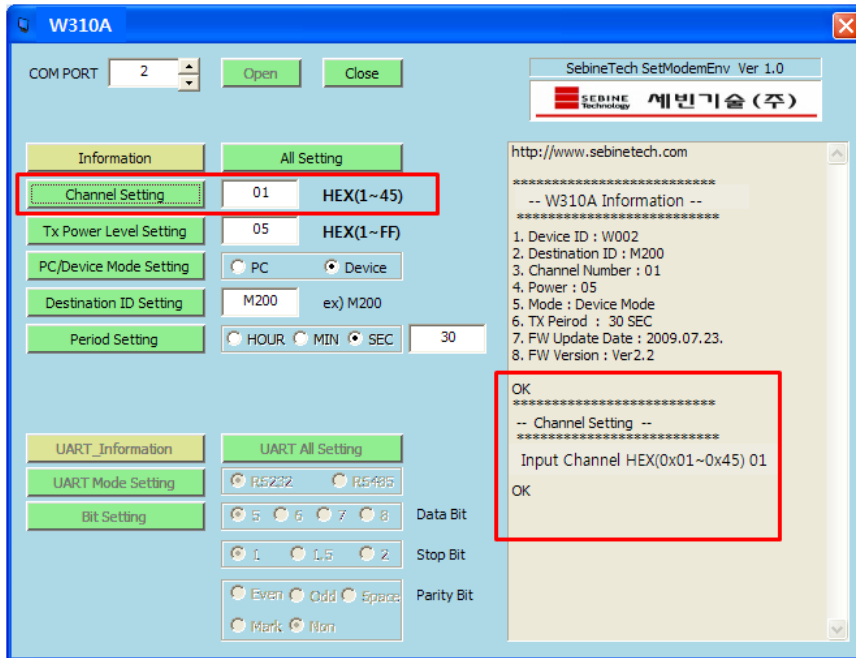 W310A
COM PORT 2 Open Close
SebineTech SetModemEnv Ver 1.0
SEBINE Technology 세빈기술(주)
Information All Setting
Channel Setting 01 HEX(1~45)
Tx Power Level Setting 05 HEX(1~FF)
PC/Device Mode Setting PC Device
Destination ID Setting M200 ex) M200
Period Setting HOUR MIN SEC 30
UART_Information UART All Setting
UART Mode Setting RS232 RS485
Bit Setting 5 6 7 8 Data Bit
1 1.5 2 Stop Bit
Even Odd Space Parity Bit
Mark Non
http://www.sebinetech.com
***************************
-- W310A Information --
***************************
1. Device ID : W002
2. Destination ID : M200
3. Channel Number : 01
4. Power : 05
5. Mode : Device Mode
6. TX Peirod : 30 SEC
7. FW Update Date : 2009.07.23.
8. FW Version : Ver2.2
OK
***************************
-- Channel Setting --
***************************
Input Channel HEX(0x01~0x45) 01
OK